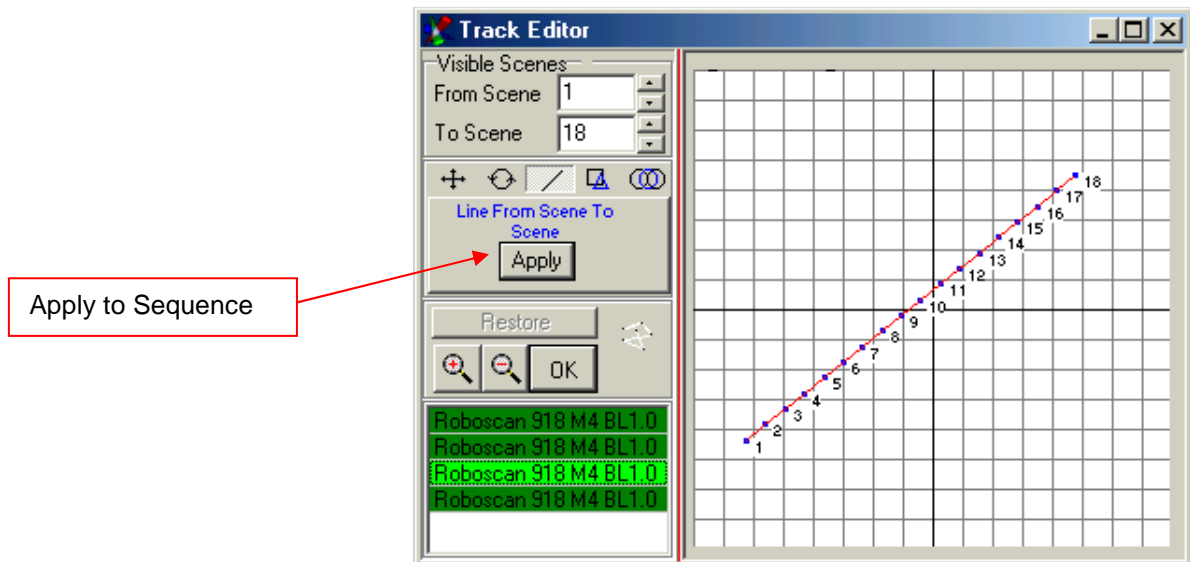 Track Editor
Visible Scenes
From Scene 1
To Scene 18
Line From Scene To
Scene
Apply
Apply to Sequence
Restore
OK
Roboscan 918 M4 BL1.0
Roboscan 918 M4 BL1.0
Roboscan 918 M4 BL1.0
Roboscan 918 M4 BL1.0
18
17
16
15
14
13
12
11
10
9
8
7
6
5
4
3
2
1